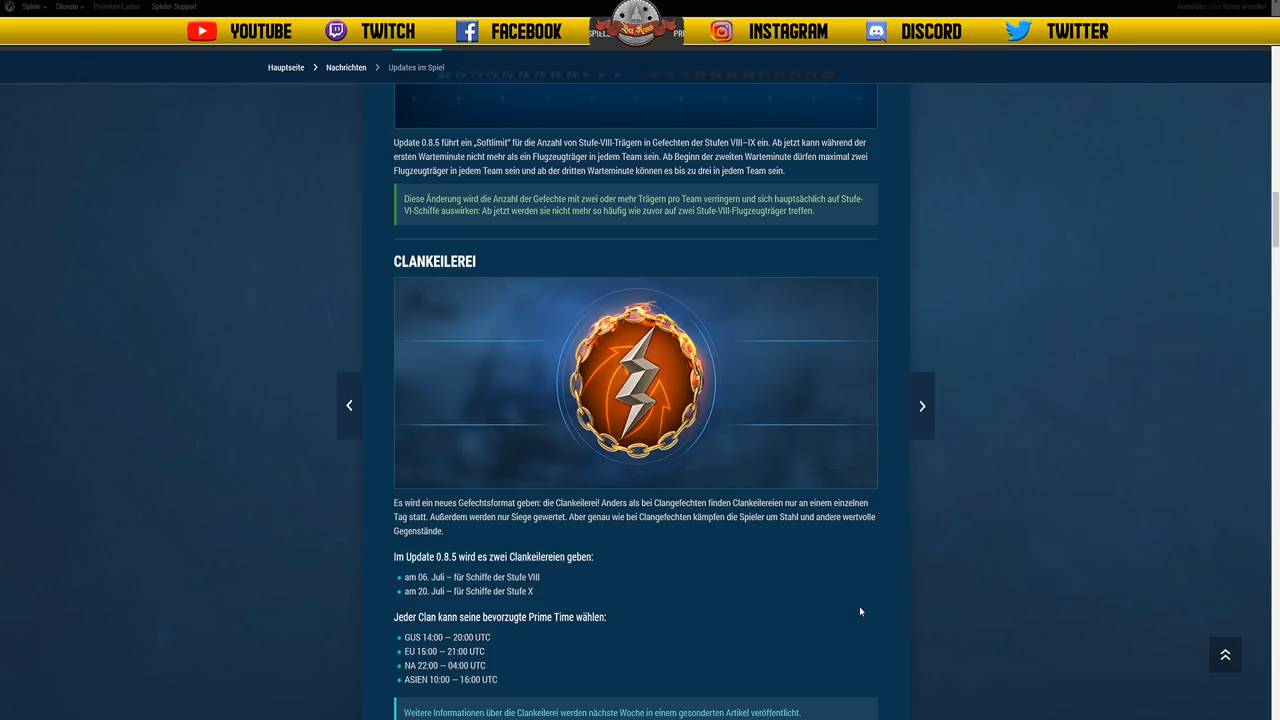 Spiele
Dienste
Premium-Laden
Spieler Support
Anmelden oder Konto erstellen
YOUTUBE
TWITCH
FACEBOOK
INSTAGRAM
DISCORD
TWITTER
Hauptseite
Nachrichten
Updates im Spiel
Update 0.8.5 führt ein „Softlimit“ für die Anzahl von Stufe-VIII-Trägern in Gefechten der Stufen VIII–IX ein. Ab jetzt kann während der
ersten Warteminute nicht mehr als ein Flugzeugträger in jedem Team sein. Ab Beginn der zweiten Warteminute dürfen maximal zwei
Flugzeugträger in jedem Team sein und ab der dritten Warteminute können es bis zu drei in jedem Team sein.
Diese Änderung wird die Anzahl der Gefechte mit zwei oder mehr Trägern pro Team verringern und sich hauptsächlich auf Stufe-
VI-Schiffe auswirken: Ab jetzt werden sie nicht mehr so häufig wie zuvor auf zwei Stufe-VIII-Flugzeugträger treffen.
CLANKEILEREI
Es wird ein neues Gefechtsformat geben: die Clankeilerei! Anders als bei Clangefechten finden Clankeilereien nur an einem einzelnen
Tag statt. Außerdem werden nur Siege gewertet. Aber genau wie bei Clangefechten kämpfen die Spieler um Stahl und andere wertvolle
Gegenstände.
Im Update 0.8.5 wird es zwei Clankeilereien geben:
am 06. Juli – für Schiffe der Stufe VIII
am 20. Juli – für Schiffe der Stufe X
Jeder Clan kann seine bevorzugte Prime Time wählen:
GUS 14:00 — 20:00 UTC
EU 15:00 — 21:00 UTC
NA 22:00 — 04:00 UTC
ASIEN 10:00 — 16:00 UTC
Weitere Informationen über die Clankeilerei werden nächste Woche in einem gesonderten Artikel veröffentlicht.